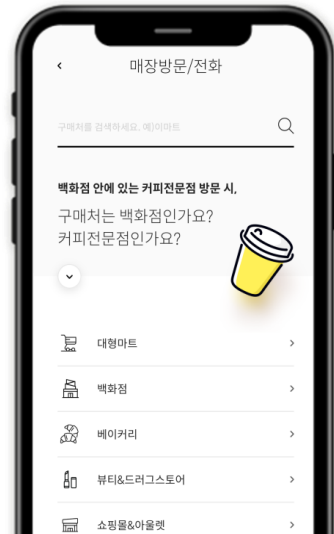 매장방문/전화
구매처를 검색하세요. 예)이마트
백화점 안에 있는 커피전문점 방문 시,
구매처는 백화점인가요?
커피전문점인가요?
대형마트
백화점
베이커리
뷰티&드러그스토어
쇼핑몰&아울렛